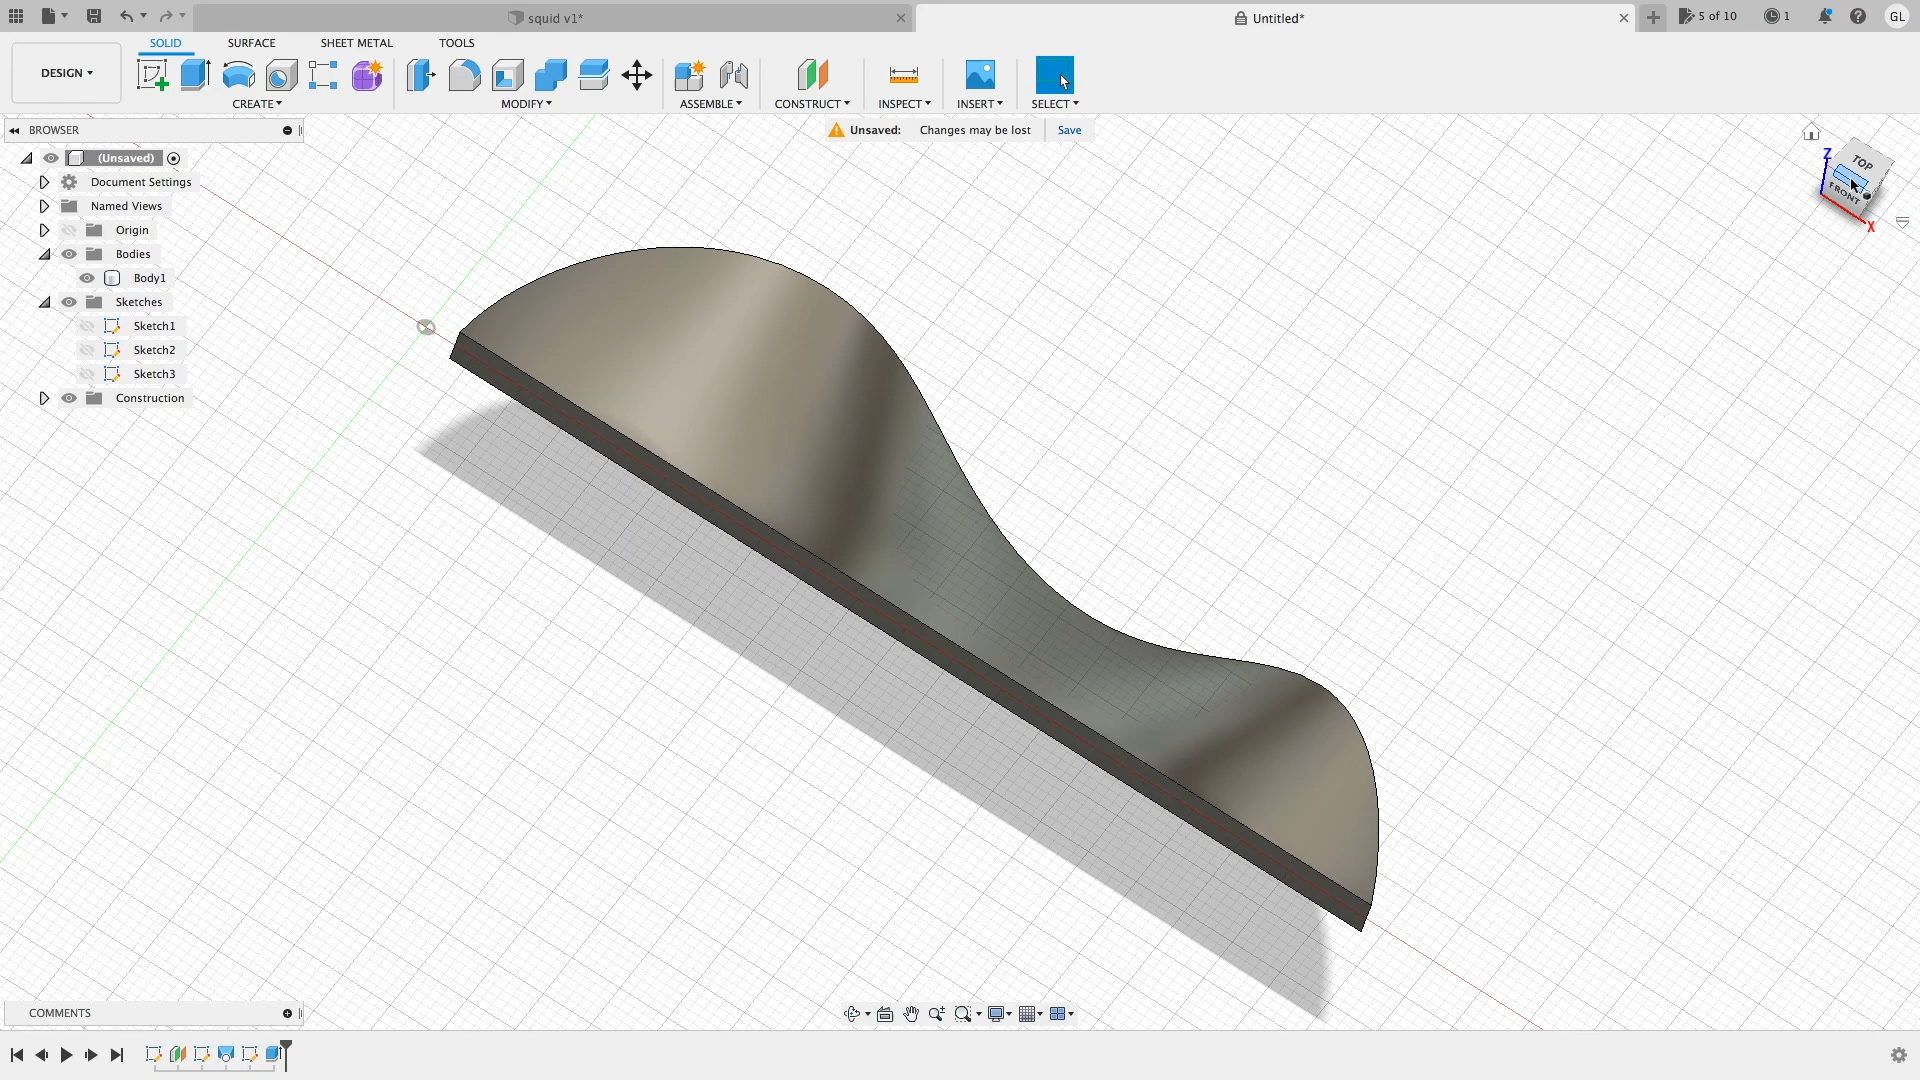 squid v1*
Untitled*
5 of 10
1
GL
DESIGN
SOLID
SURFACE
SHEET METAL
TOOLS
CREATE
MODIFY
ASSEMBLE
CONSTRUCT
INSPECT
INSERT
SELECT
BROWSER
Unsaved: Changes may be lost Save
(Unsaved)
Document Settings
Named Views
Origin
Bodies
Body1
Sketches
Sketch1
Sketch2
Sketch3
Construction
Z
TOP
FRONT
X
COMMENTS